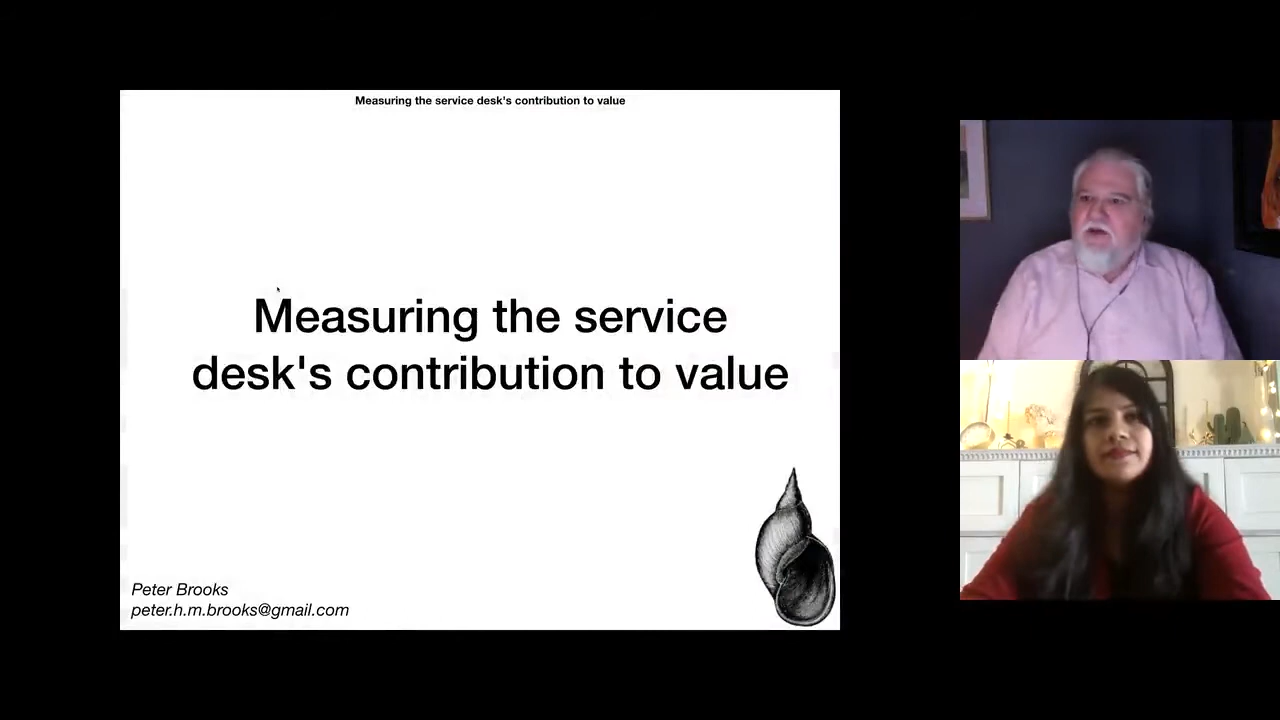 Measuring the service desk's contribution to value
Measuring the service
desk's contribution to value
Peter Brooks
peter.h.m.brooks@gmail.com